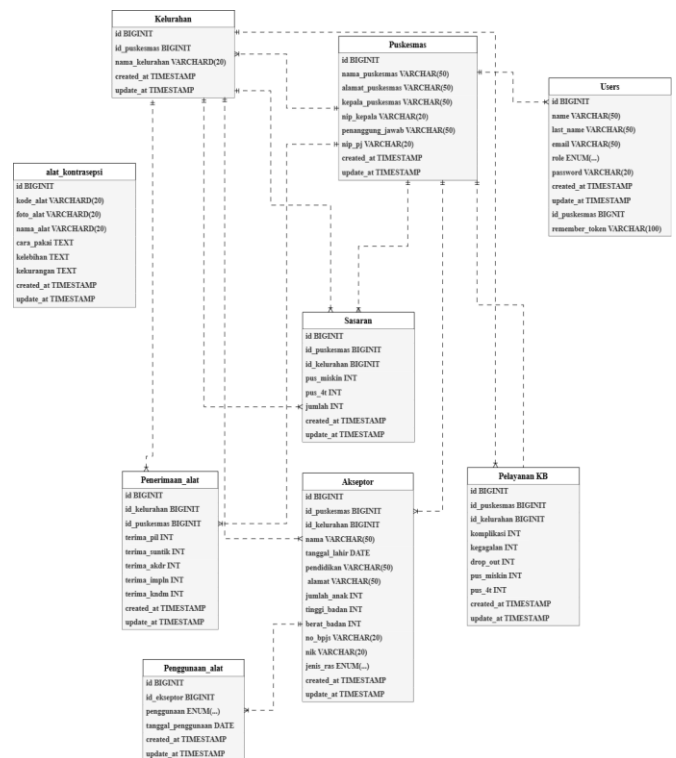 Kelurahan
id BIGINIT
id_puskesmas BIGINIT
nama_kelurahan VARCHARD(20)
created_at TIMESTAMP
update_at TIMESTAMP
Puskesmas
id BIGINIT
nama_puskesmas VARCHAR(50)
alamat_puskesmas VARCHAR(50)
kepala_puskesmas VARCHAR(50)
nip_kepala VARCHAR(20)
penanggung_jawab VARCHAR(50)
nip_pj VARCHAR(20)
created_at TIMESTAMP
update_at TIMESTAMP
Users
id BIGINIT
name VARCHAR(50)
last_name VARCHAR(50)
email VARCHAR(50)
role ENUM(...)
password VARCHAR(20)
created_at TIMESTAMP
update_at TIMESTAMP
id_puskesmas BIGNIT
remember_token VARCHAR(100)
alat_kontrasepsi
id BIGINIT
kode_alat VARCHARD(20)
foto_alat VARCHARD(20)
nama_alat VARCHARD(20)
cara_pakai TEXT
kelebihan TEXT
kekurangan TEXT
created_at TIMESTAMP
update_at TIMESTAMP
Sasaran
id BIGINIT
id_puskesmas BIGINIT
id_kelurahan BIGINIT
pus_miskin INT
pus_4t INT
jumlah INT
created_at TIMESTAMP
update_at TIMESTAMP
Penerimaan_alat
id BIGINIT
id_kelurahan BIGINIT
id_puskesmas BIGINIT
terima_pil INT
terima_suntik INT
terima_akdr INT
terima_impln INT
terima_kndm INT
created_at TIMESTAMP
update_at TIMESTAMP
Akseptor
id BIGINIT
id_puskesmas BIGINIT
id_kelurahan BIGINIT
nama VARCHAR(50)
tanggal_lahir DATE
pendidikan VARCHAR(50)
alamat VARCHAR(50)
jumlah_anak INT
tinggi_badan INT
berat_badan INT
no_bpjs VARCHAR(20)
nik VARCHAR(20)
jenis_ras ENUM(...)
created_at TIMESTAMP
update_at TIMESTAMP
Pelayanan KB
id BIGINIT
id_puskesmas BIGINIT
id_kelurahan BIGINIT
komplikasi INT
kegagalan INT
drop_out INT
pus_miskin INT
pus_4t INT
created_at TIMESTAMP
update_at TIMESTAMP
Penggunaan_alat
id BIGINIT
id_ekseptor BIGINIT
penggunaan ENUM(...)
tanggal_penggunaan DATE
created_at TIMESTAMP
update_at TIMESTAMP